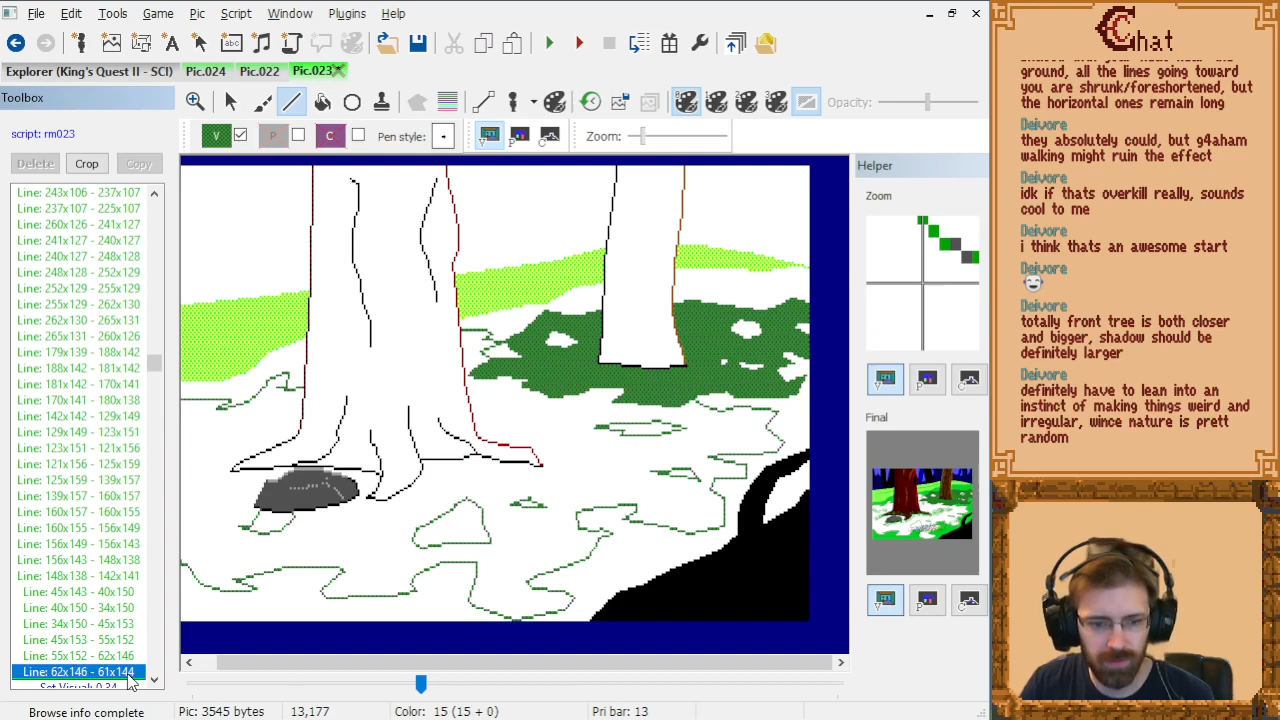 File Edit Tools Game Pic Script Window Plugins Help
Explorer (King's Quest II - SCI) Pic.024 Pic.022 Pic.023
Toolbox
Opacity:
script: rm023
V P C Pen style: Zoom:
Delete Crop Copy
Line: 243x106 - 237x107
Line: 237x107 - 225x107
Line: 260x126 - 241x127
Line: 241x127 - 240x127
Line: 240x127 - 248x128
Line: 248x128 - 252x129
Line: 252x129 - 255x129
Line: 255x129 - 262x130
Line: 262x130 - 265x131
Line: 265x131 - 260x126
Line: 179x139 - 188x142
Line: 188x142 - 181x142
Line: 181x142 - 170x141
Line: 170x141 - 180x138
Line: 142x142 - 129x149
Line: 129x149 - 123x151
Line: 123x151 - 121x156
Line: 121x156 - 125x159
Line: 125x159 - 139x157
Line: 139x157 - 160x157
Line: 160x157 - 160x155
Line: 160x155 - 156x149
Line: 156x149 - 156x143
Line: 156x143 - 148x138
Line: 148x138 - 142x141
Line: 45x143 - 40x150
Line: 40x150 - 34x150
Line: 34x150 - 45x153
Line: 45x153 - 55x152
Line: 55x152 - 62x146
Line: 62x146 - 61x144
Helper
Zoom
Final
Browse info complete Pic: 3545 bytes 13,177 Color: 15 (15 + 0) Pri bar: 13
Chat
ground, all the lines going toward
you are shrunk/foreshortened, but
the horizontal ones remain long
Deivore
they absolutely could, but g4aham
walking might ruin the effect
Deivore
idk if thats overkill really, sounds
cool to me
Deivore
i think thats an awesome start
Deivore
Deivore
totally front tree is both closer
and bigger, shadow should be
definitely larger
Deivore
definitely have to lean into an
instinct of making things weird and
irregular, wince nature is prett
random